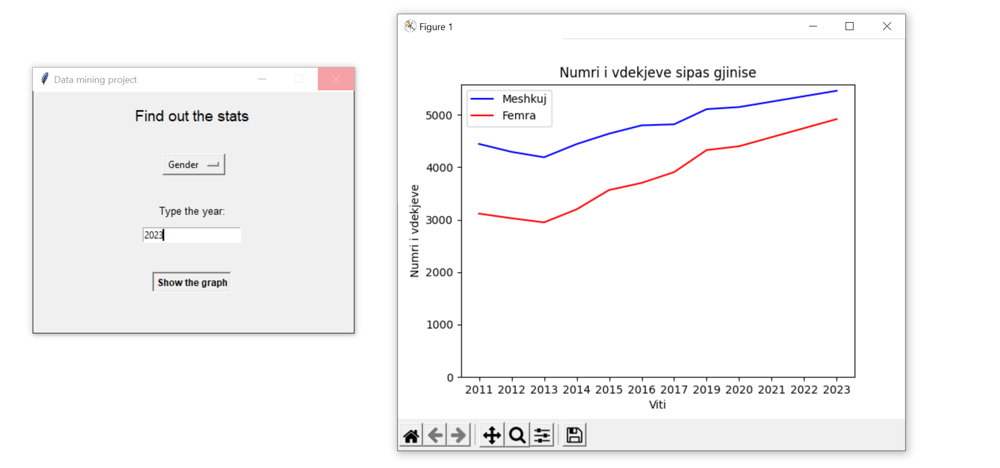 Data mining project
Find out the stats
Gender
Type the year:
2023
Show the graph
Figure 1
Numri i vdekjeve sipas gjinise
Meshkuj
Femra
Numri i vdekjeve
5000
4000
3000
2000
1000
0
2011 2012 2013 2014 2015 2016 2017 2019 2020 2021 2022 2023
Viti